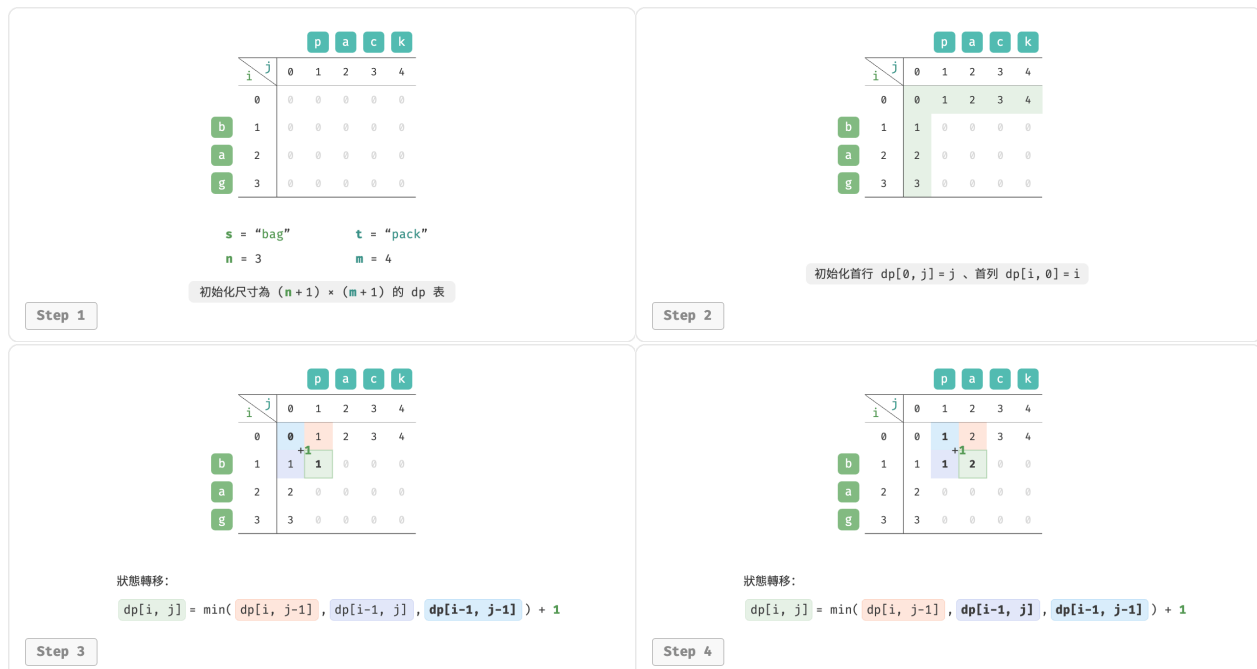 p a c k
j
i 0 1 2 3 4
0 0 0 0 0 0
b 1 0 0 0 0 0
a 2 0 0 0 0 0
g 3 0 0 0 0 0
s = “bag” t = “pack”
n = 3 m = 4
初始化尺寸為 (n + 1) × (m + 1) 的 dp 表
Step 1
p a c k
j
i 0 1 2 3 4
0 0 1 2 3 4
b 1 1 0 0 0 0
a 2 2 0 0 0 0
g 3 3 0 0 0 0
初始化首行 dp[0, j] = j 、首列 dp[i, 0] = i
Step 2
p a c k
j
i 0 1 2 3 4
0 0 1 2 3 4
+1
b 1 1 1 0 0 0
a 2 2 0 0 0 0
g 3 3 0 0 0 0
狀態轉移：
dp[i, j] = min( dp[i, j-1] , dp[i-1, j] , dp[i-1, j-1] ) + 1
Step 3
p a c k
j
i 0 1 2 3 4
0 0 1 2 3 4
+1
b 1 1 1 2 0 0
a 2 2 0 0 0 0
g 3 3 0 0 0 0
狀態轉移：
dp[i, j] = min( dp[i, j-1] , dp[i-1, j] , dp[i-1, j-1] ) + 1
Step 4